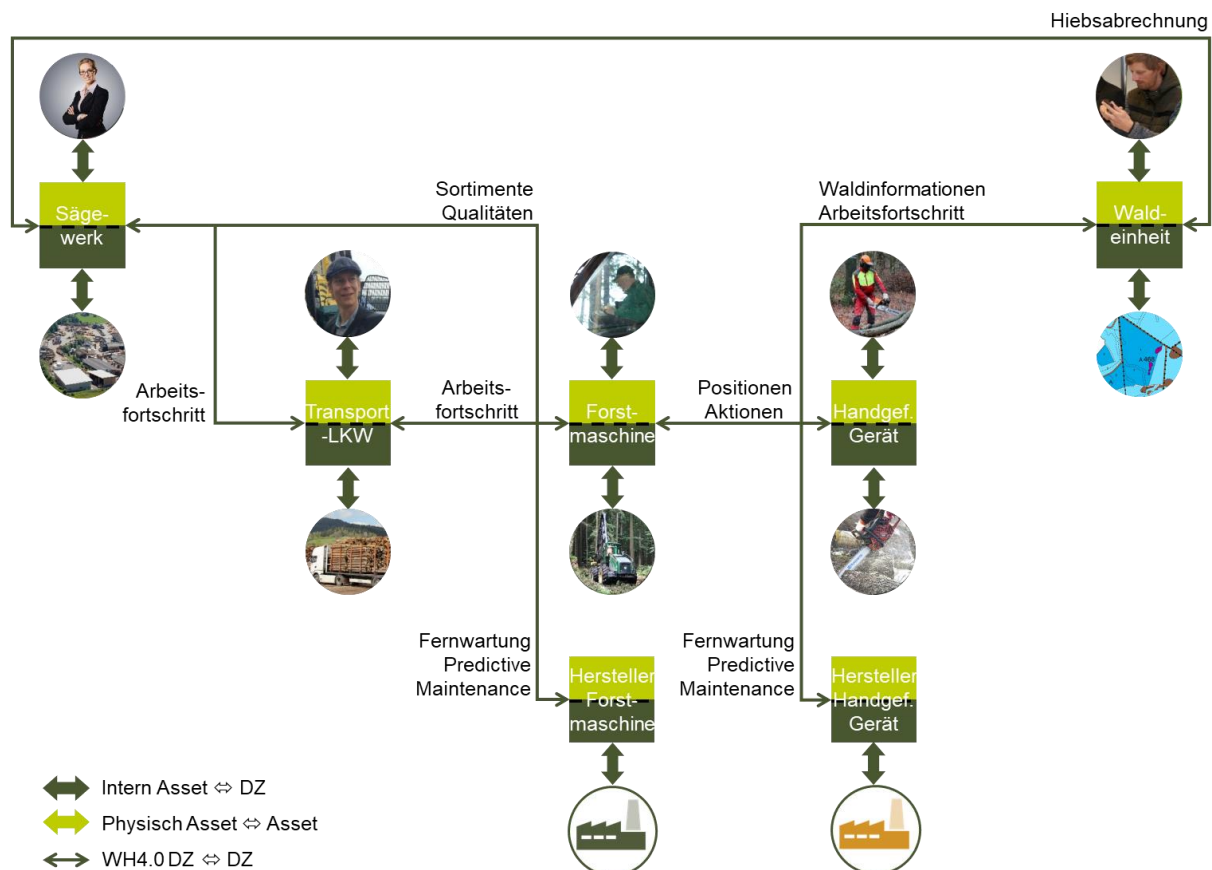 Hiebsabrechnung
Säge-
werk
Sortimente
Qualitäten
Waldinformationen
Arbeitsfortschritt
Wald-
einheit
Arbeits-
fortschritt
Transport
-LKW
Arbeits-
fortschritt
Forst-
maschine
Positionen
Aktionen
Handgef.
Gerät
Fernwartung
Predictive
Maintenance
Hersteller
Forst-
maschine
Fernwartung
Predictive
Maintenance
Hersteller
Handgef.
Gerät
Intern Asset ⇔ DZ
Physisch Asset ⇔ Asset
WH4.0 DZ ⇔ DZ